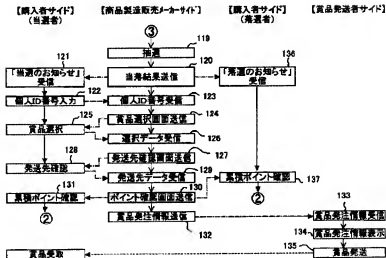 【購入者サイド】
(当選者)
【商品製造販売メーカーサイド】
【購入者サイド】
(落選者)
【賞品発送者サイド】
③
119
抽選
120
121
136
当落結果送信
「当選のお知らせ」
受信
「落選のお知らせ」
受信
122
個人ID番号入力
個人ID番号受信
123
124
125
賞品選択画面送信
賞品選択
選択データ受信
126
発送先確認画面送信
127
128
発送先確認
129
発送先データ受信
130
131
累積ポイント確認
ポイント確認画面送信
累積ポイント確認
137
②
②
賞品発注情報送信
132
133
賞品発注情報受信
134
賞品発注情報表示
135
賞品発送
賞品受取